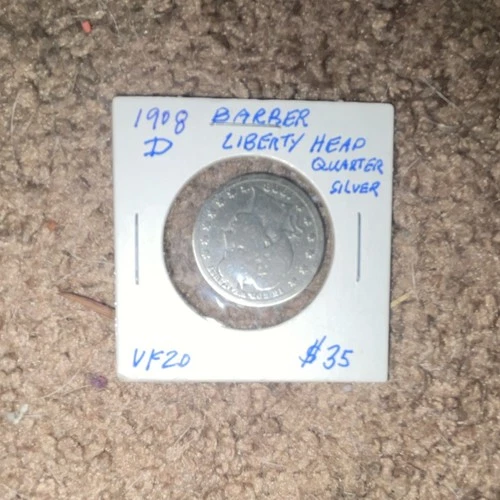 1908 BARBER
D LIBERTY HEAD
QUARTER
SILVER
VF20 $35